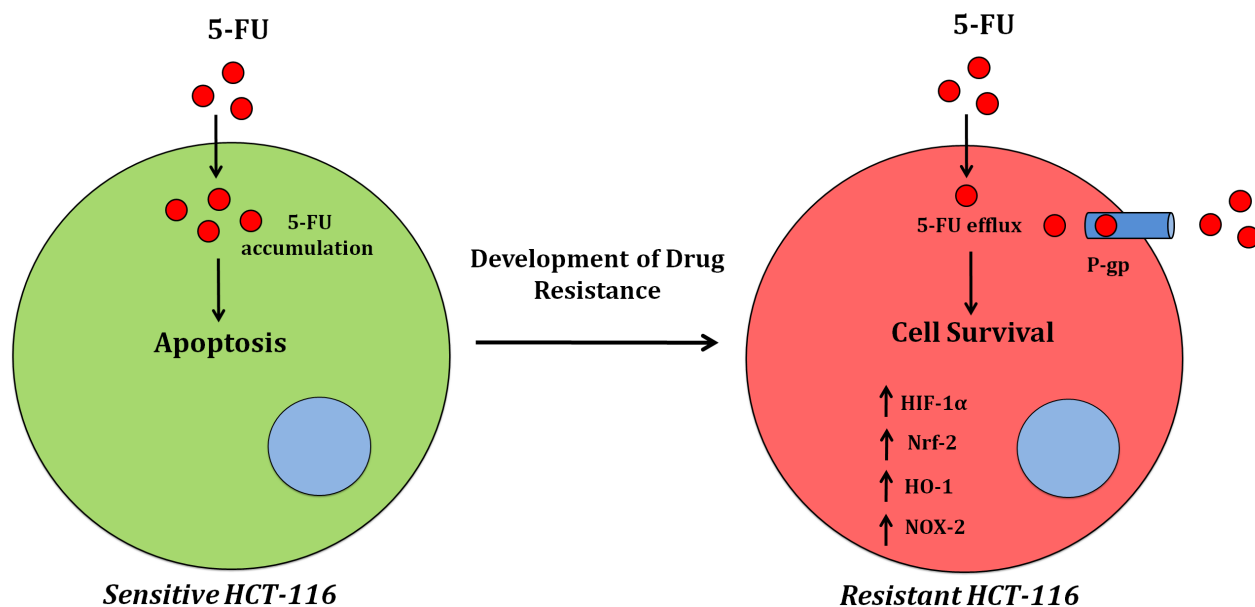 5-FU
5-FU
accumulation
Apoptosis
Sensitive HCT-116
Development of Drug
Resistance
5-FU
5-FU efflux
P-gp
Cell Survival
HIF-1α
Nrf-2
HO-1
NOX-2
Resistant HCT-116